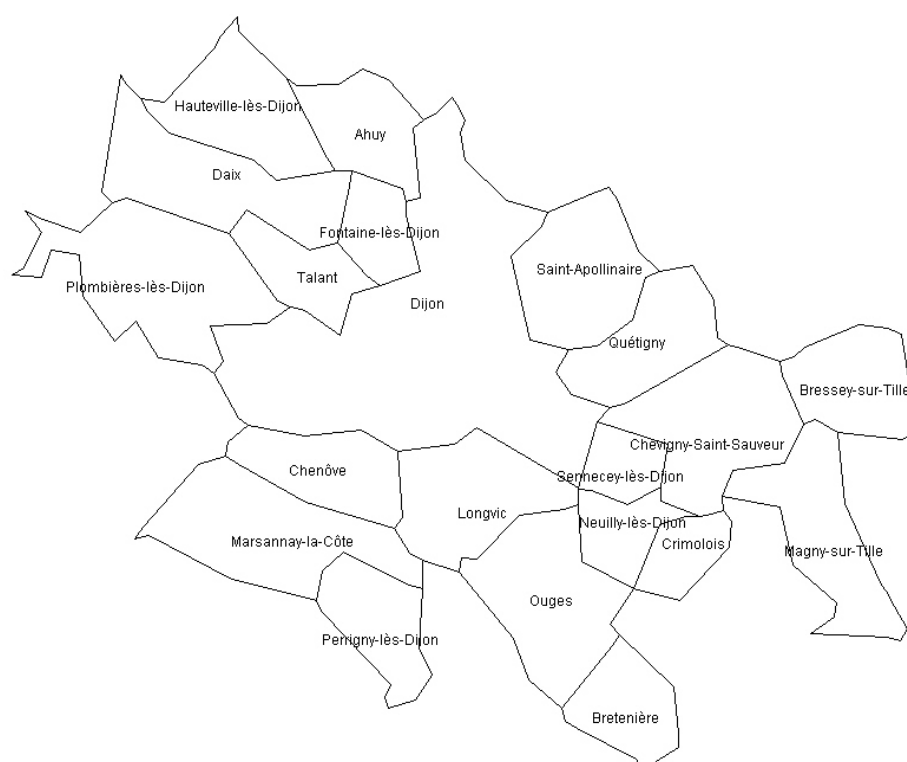 Hauteville-lès-Dijon
Ahuy
Daix
Fontaine-lès-Dijon
Saint-Apollinaire
Talant
Plombières-lès-Dijon
Dijon
Quétigny
Bressey-sur-Tille
Chevigny-Saint-Sauveur
Chenôve
Sennecey-lès-Dijon
Longvic
Neuilly-lès-Dijon
Marsannay-la-Côte
Crimolois
Magny-sur-Tille
Ouges
Perrigny-lès-Dijon
Bretenière